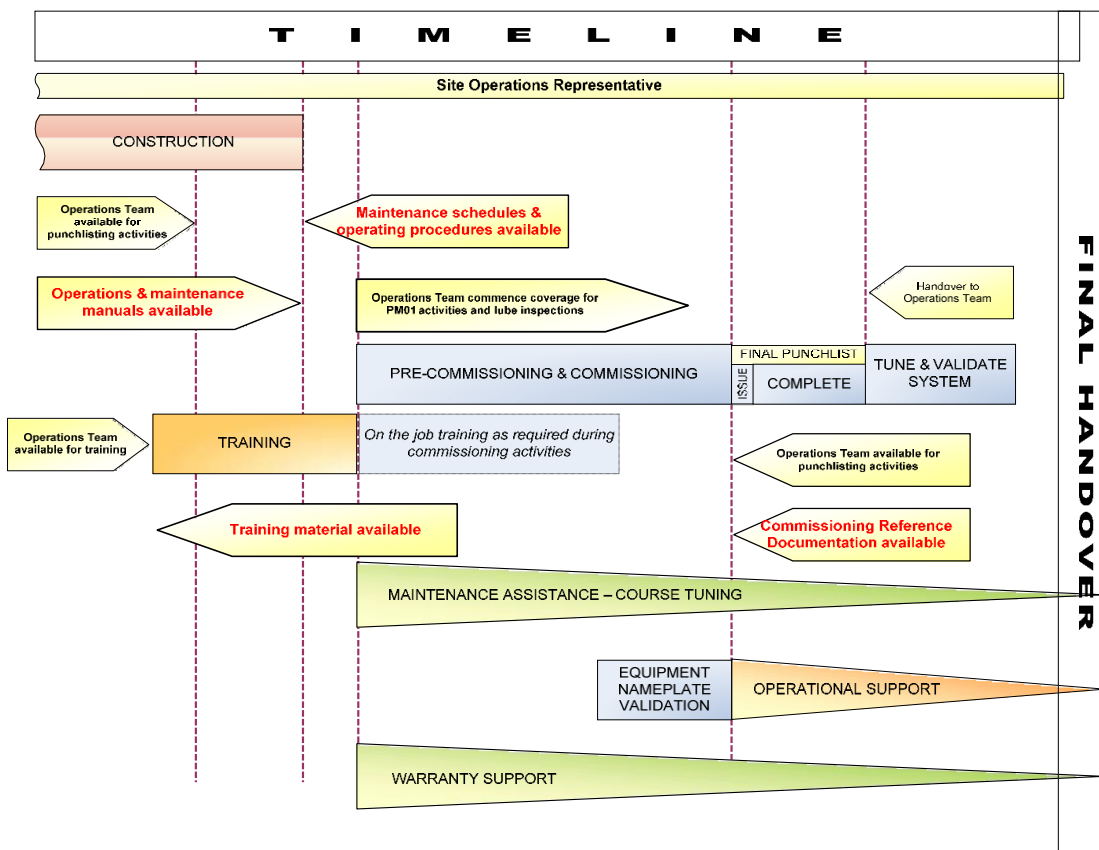 T I M E L I N E
Site Operations Representative
CONSTRUCTION
Operations Team
available for
punchlisting activities
Maintenance schedules &
operating procedures available
Operations & maintenance
manuals available
Operations Team commence coverage for
PM01 activities and lube inspections
Handover to
Operations Team
PRE-COMMISSIONING & COMMISSIONING
FINAL PUNCHLIST
ISSUE
COMPLETE
TUNE & VALIDATE
SYSTEM
Operations Team
available for training
TRAINING
On the job training as required during
commissioning activities
Operations Team available for
punchlisting activities
Training material available
Commissioning Reference
Documentation available
MAINTENANCE ASSISTANCE – COURSE TUNING
EQUIPMENT
NAMEPLATE
VALIDATION
OPERATIONAL SUPPORT
WARRANTY SUPPORT
FINAL HANDOVER